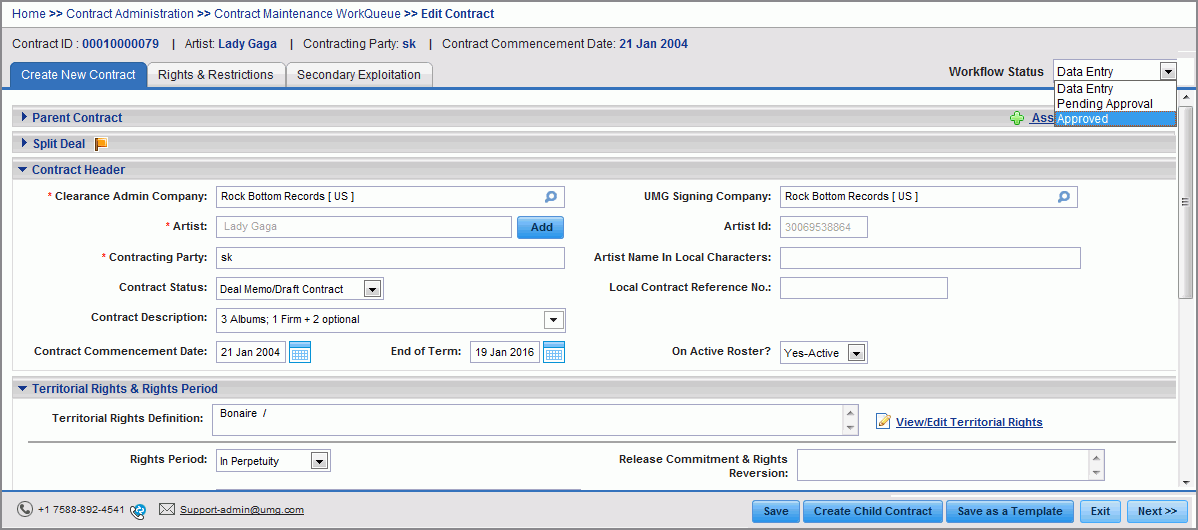 Home >> Contract Administration >> Contract Maintenance WorkQueue >> Edit Contract
Contract ID : 00010000079 | Artist: Lady Gaga | Contracting Party: sk | Contract Commencement Date: 21 Jan 2004
Create New Contract Rights & Restrictions Secondary Exploitation Workflow Status Data Entry
Data Entry
Pending Approval
Approved
Parent Contract
Split Deal
Contract Header
* Clearance Admin Company: Rock Bottom Records [ US ] UMG Signing Company: Rock Bottom Records [ US ]
* Artist: Lady Gaga Add Artist Id: 30069538864
* Contracting Party: sk Artist Name In Local Characters:
Contract Status: Deal Memo/Draft Contract Local Contract Reference No.:
Contract Description: 3 Albums; 1 Firm + 2 optional
Contract Commencement Date: 21 Jan 2004 End of Term: 19 Jan 2016 On Active Roster? Yes-Active
Territorial Rights & Rights Period
Territorial Rights Definition: Bonaire / View/Edit Territorial Rights
Rights Period: In Perpetuity Release Commitment & Rights
Reversion:
+1 7588-892-4541 Support-admin@umg.com Save Create Child Contract Save as a Template Exit Next >>